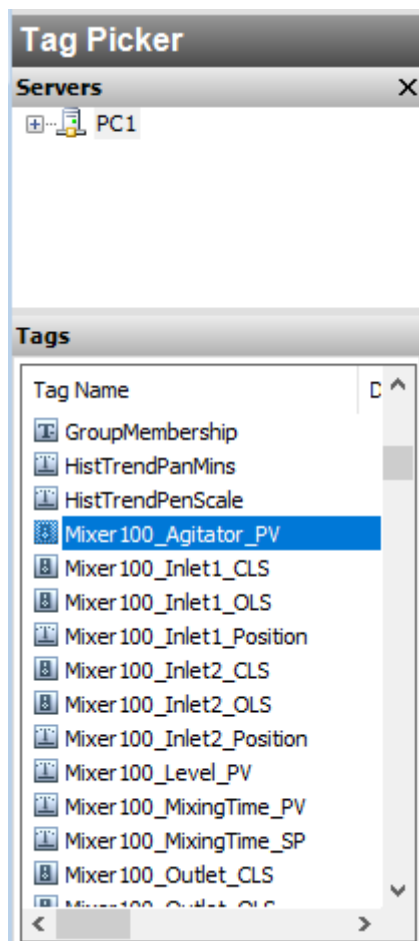 Tag Picker
Servers
PC1
Tags
Tag Name
D
GroupMembership
HistTrendPanMins
HistTrendPenScale
Mixer100_Agitator_PV
Mixer100_Inlet1_CLS
Mixer100_Inlet1_OLS
Mixer100_Inlet1_Position
Mixer100_Inlet2_CLS
Mixer100_Inlet2_OLS
Mixer100_Inlet2_Position
Mixer100_Level_PV
Mixer100_MixingTime_PV
Mixer100_MixingTime_SP
Mixer100_Outlet_CLS